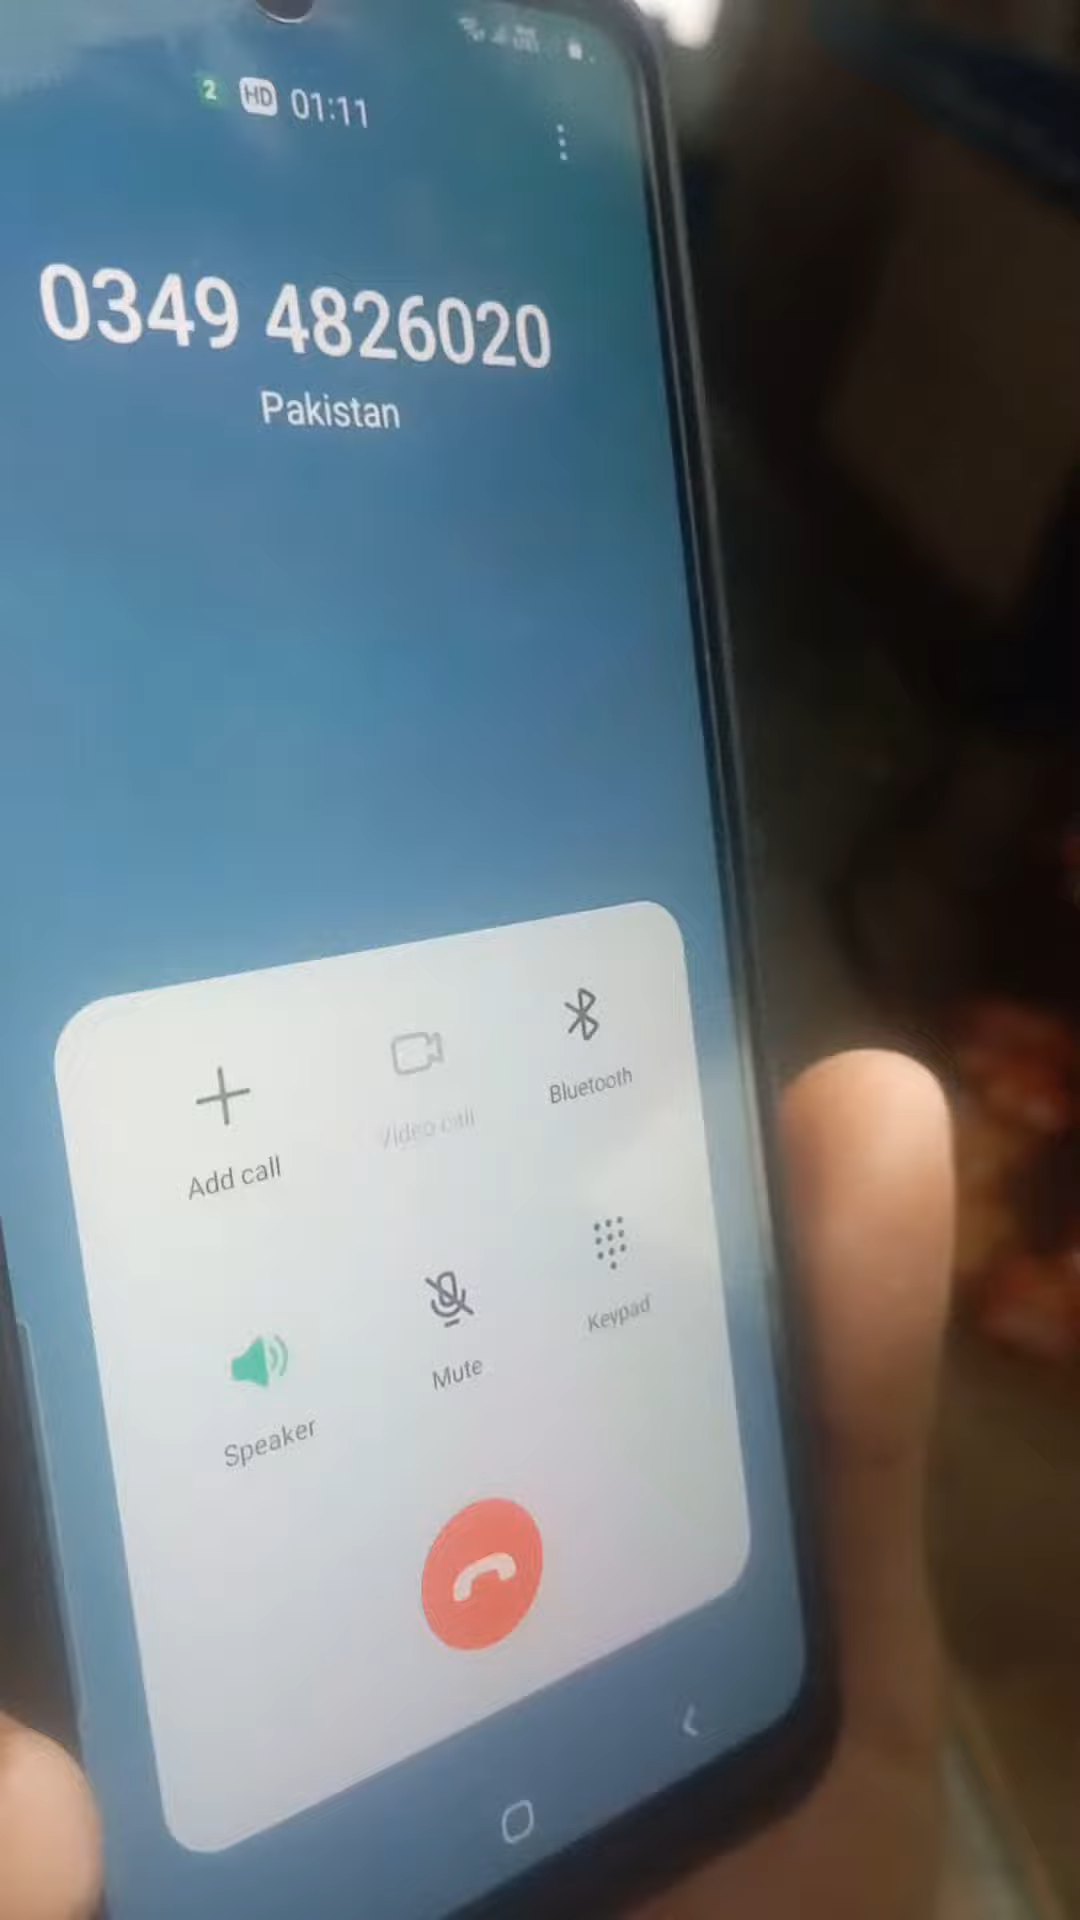 2 HD 01:11
0349 4826020
Pakistan
Add call
Video call
Bluetooth
Speaker
Mute
Keypad